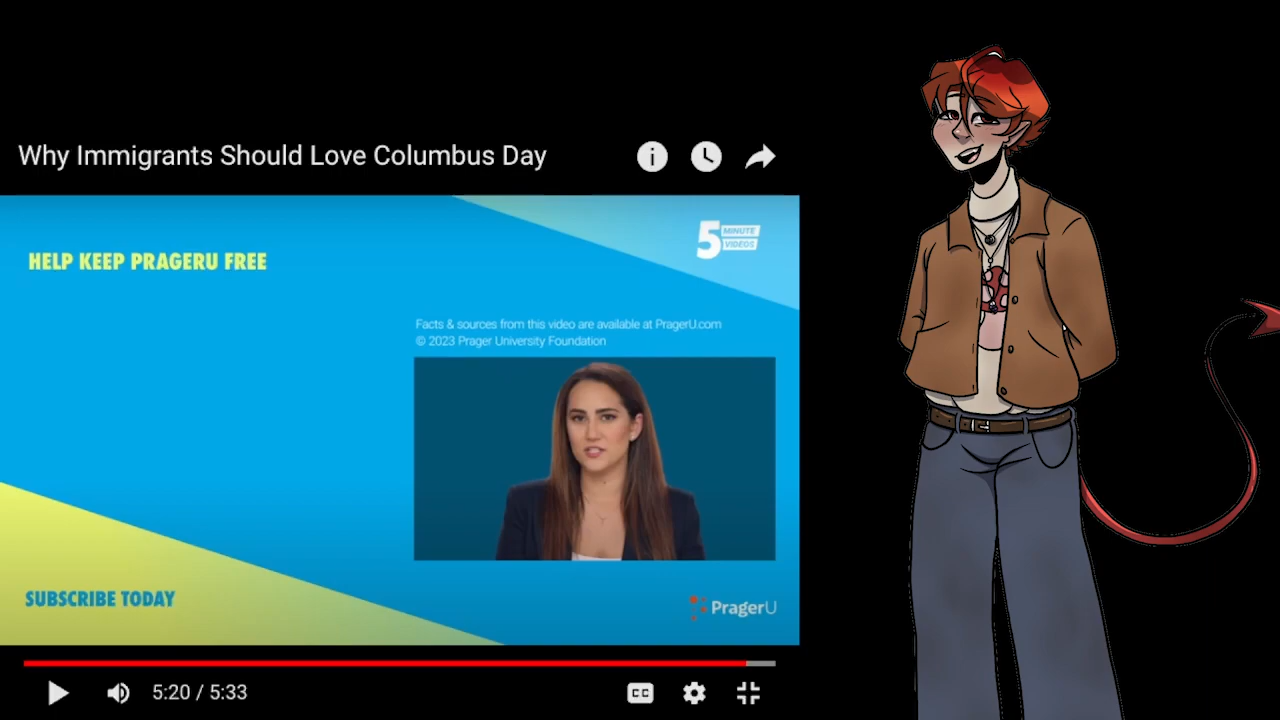 Why Immigrants Should Love Columbus Day
5 MINUTE
VIDEOS
HELP KEEP PRAGERU FREE
Facts & sources from this video are available at PragerU.com
© 2023 Prager University Foundation
SUBSCRIBE TODAY
PragerU
5:20 / 5:33
CC